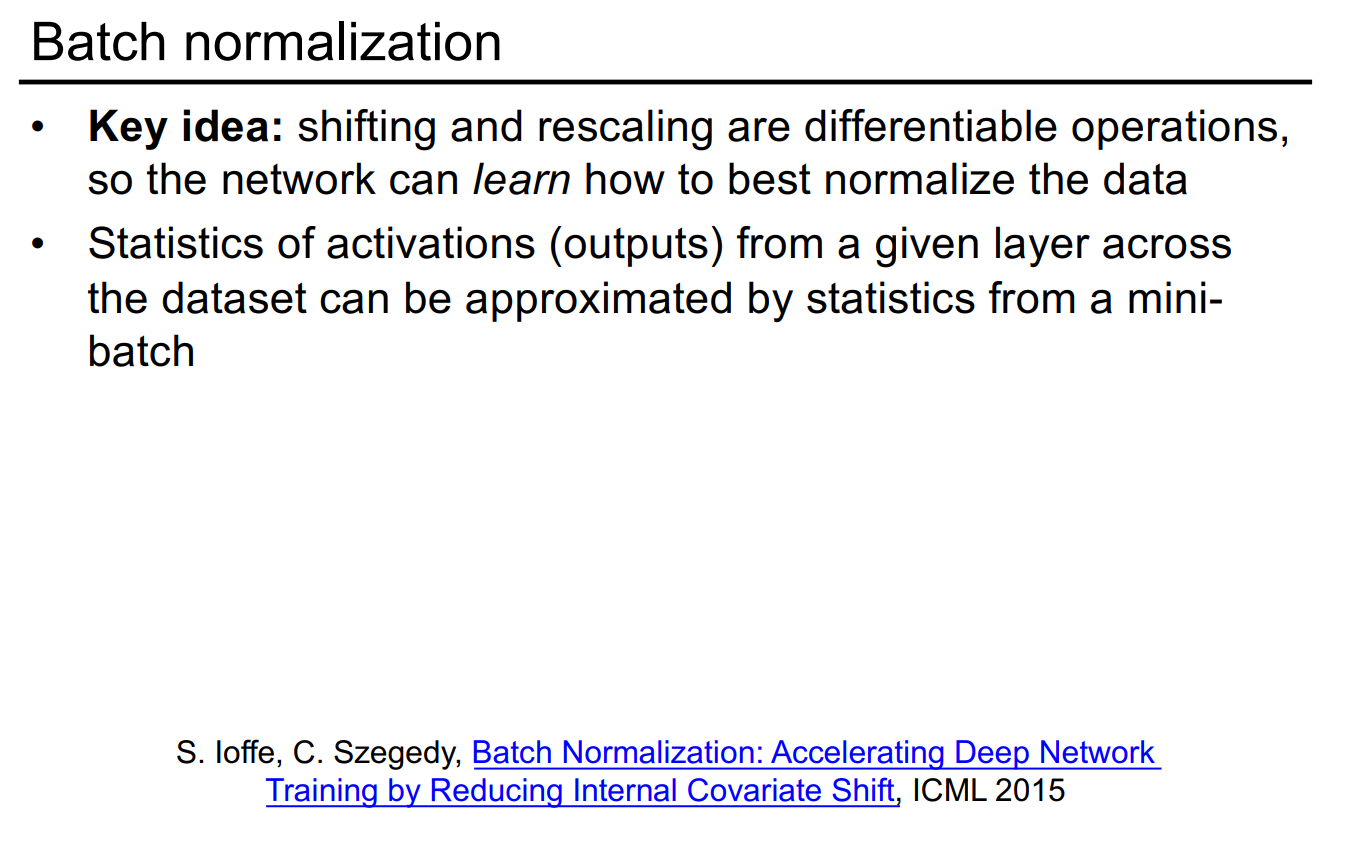 Batch normalization
• Key idea: shifting and rescaling are differentiable operations,
so the network can learn how to best normalize the data
• Statistics of activations (outputs) from a given layer across
the dataset can be approximated by statistics from a mini-
batch
S. Ioffe, C. Szegedy, Batch Normalization: Accelerating Deep Network
Training by Reducing Internal Covariate Shift, ICML 2015